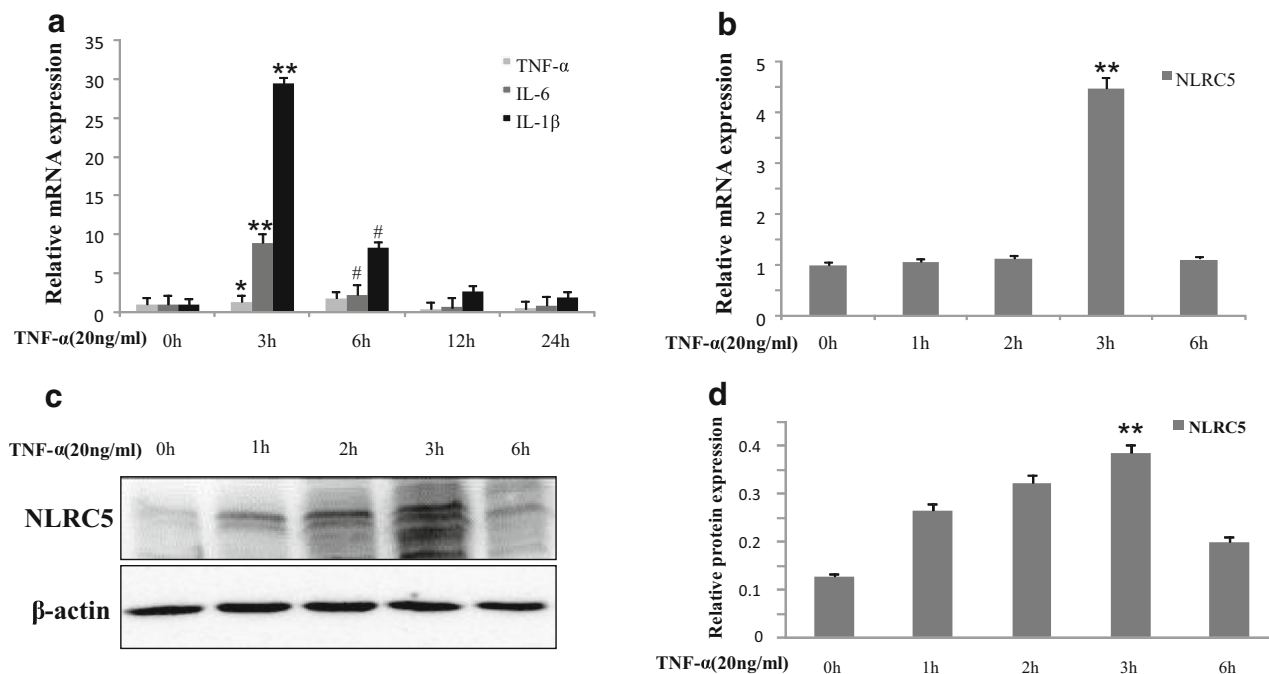 a
Relative mRNA expression
35
30
25
20
15
10
5
0
*
**
**
#
#
TNF-α
IL-6
IL-1β
TNF-α(20ng/ml) 0h 3h 6h 12h 24h
b
Relative mRNA expression
5
4
3
2
1
0
**
NLRC5
TNF-α(20ng/ml) 0h 1h 2h 3h 6h
c
TNF-α(20ng/ml) 0h 1h 2h 3h 6h
NLRC5
β-actin
d
Relative protein expression
0.4
0.3
0.2
0.1
0
**
NLRC5
TNF-α(20ng/ml) 0h 1h 2h 3h 6h